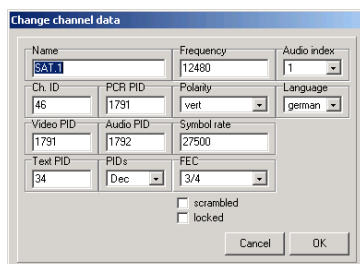 Change channel data
Name Frequency Audio index
SAT.1 12480 1
Ch. ID PCR PID Polarity Language
46 1791 vert german
Video PID Audio PID Symbol rate
1791 1792 27500
Text PID PIDs FEC
34 Dec 3/4
scrambled
locked
Cancel OK